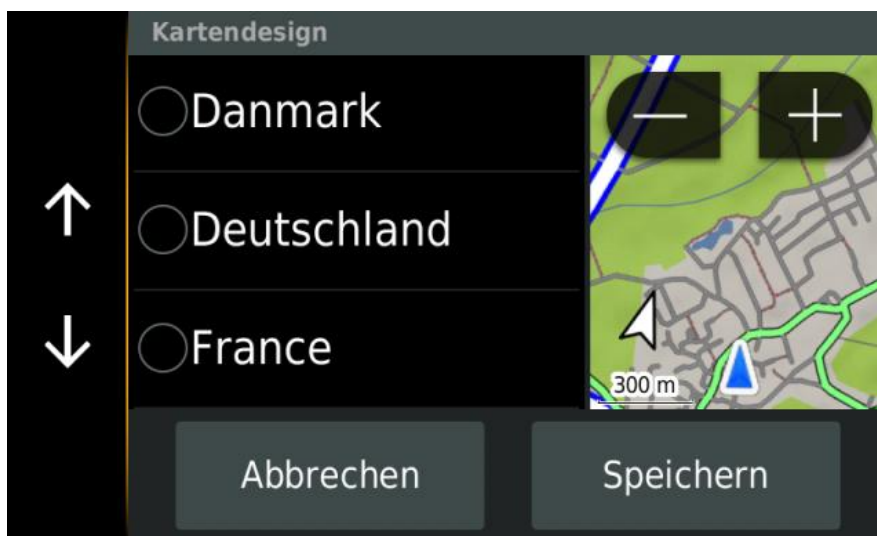 Kartendesign
Danmark
Deutschland
France
300 m
Abbrechen
Speichern